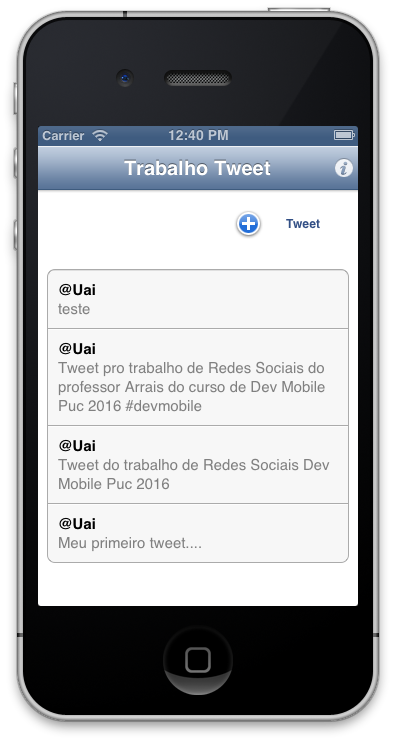 Carrier 12:40 PM
Trabalho Tweet
Tweet
@Uai
teste
@Uai
Tweet pro trabalho de Redes Sociais do
professor Arrais do curso de Dev Mobile
Puc 2016 #devmobile
@Uai
Tweet do trabalho de Redes Sociais Dev
Mobile Puc 2016
@Uai
Meu primeiro tweet....